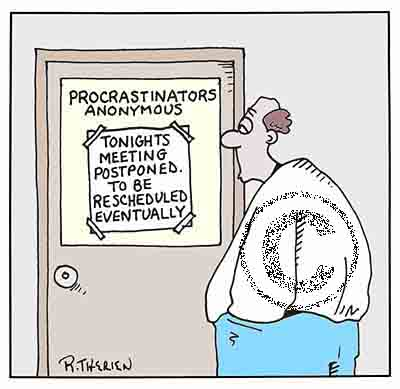 PROCRASTINATORS
ANONYMOUS
TONIGHTS
MEETING
POSTPONED.
TO BE
RESCHEDULED
EVENTUALLY
©
R.THERIEN